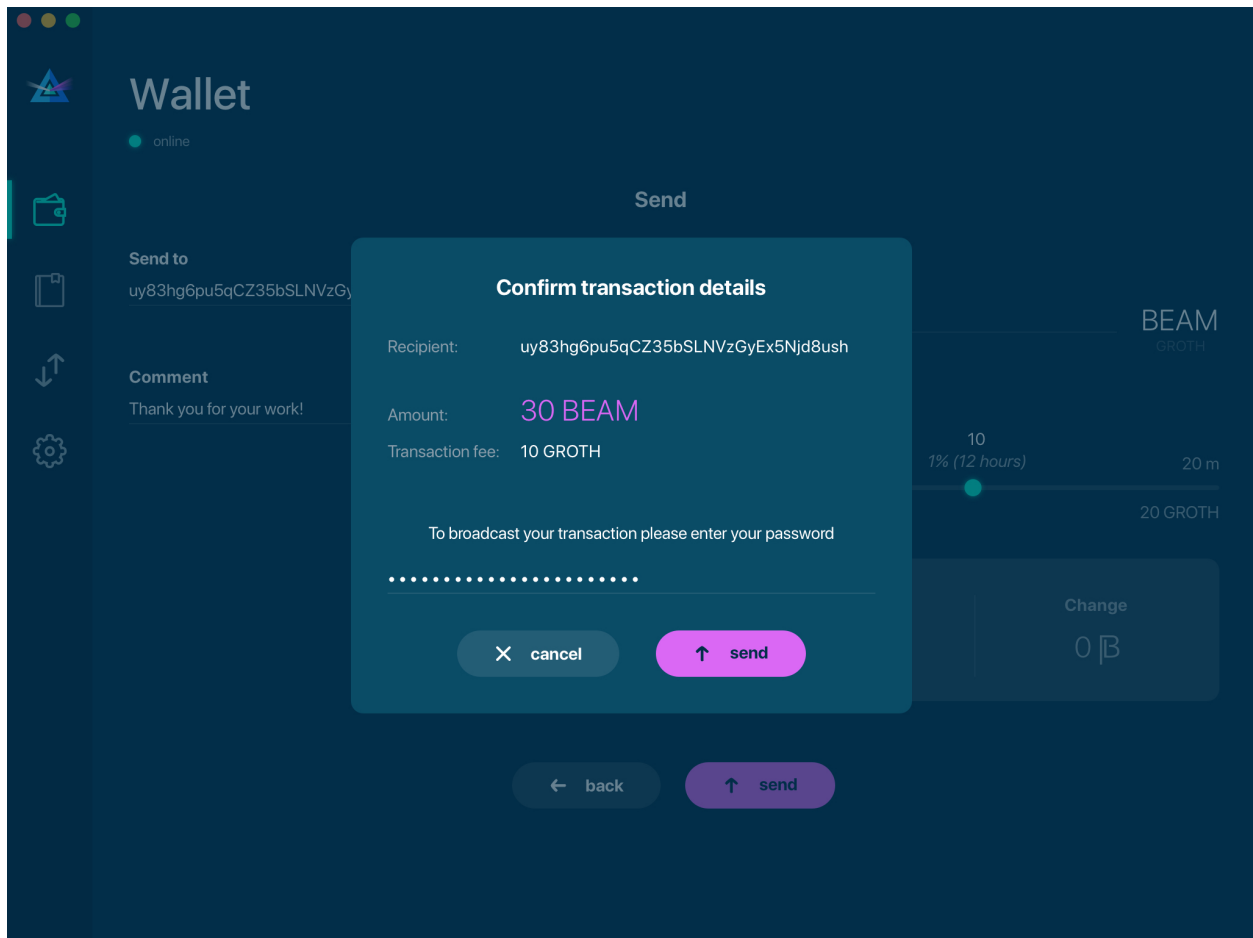 Wallet
online
Send
Send to
uy83hg6pu5qCZ35bSLNVzGy
Comment
Thank you for your work!
Confirm transaction details
Recipient: uy83hg6pu5qCZ35bSLNVzGyEx5Njd8ush
Amount: 30 BEAM
Transaction fee: 10 GROTH
To broadcast your transaction please enter your password
cancel
send
BEAM
GROTH
10
1% (12 hours)
20 m
20 GROTH
Change
0
back
send